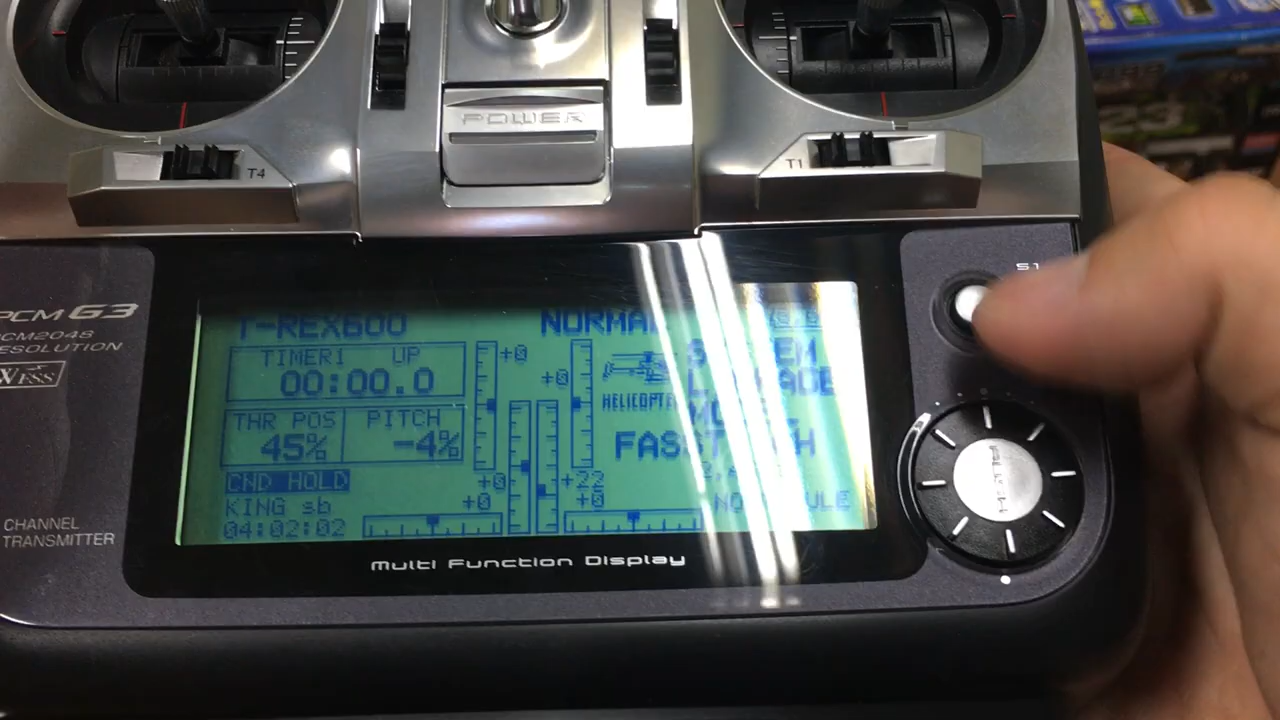 POWER
T4
T1
S1
PCM G3
PCM2048
RESOLUTION
T-REX600
NORMAL
TIMER1 UP
00:00.0
+0
+0
SYSTEM
HELICOPTER
THR POS
PITCH
45%
-4%
CND HOLD
+0
+22
KING sb
+0
+0
04:02:02
CHANNEL
TRANSMITTER
Multi Function Display